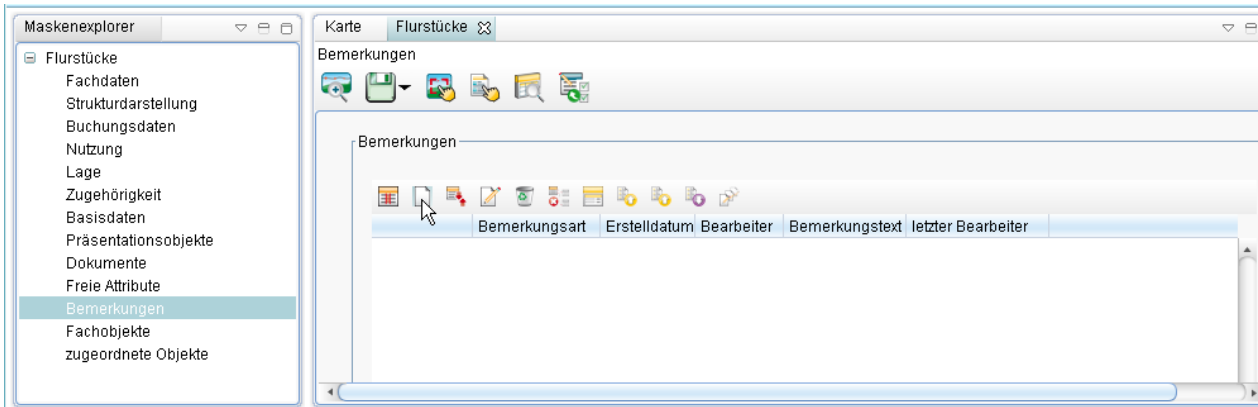 Maskenexplorer
Flurstücke
Fachdaten
Strukturdarstellung
Buchungsdaten
Nutzung
Lage
Zugehörigkeit
Basisdaten
Präsentationsobjekte
Dokumente
Freie Attribute
Bemerkungen
Fachobjekte
zugeordnete Objekte
Karte Flurstücke
Bemerkungen
Bemerkungen
Bemerkungsart Erstelldatum Bearbeiter Bemerkungstext letzter Bearbeiter